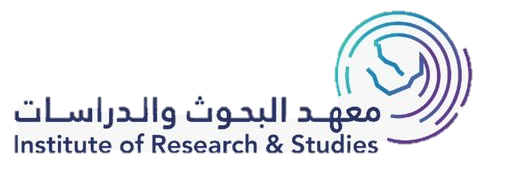 معهد البحوث والدراسات
Institute of Research & Studies